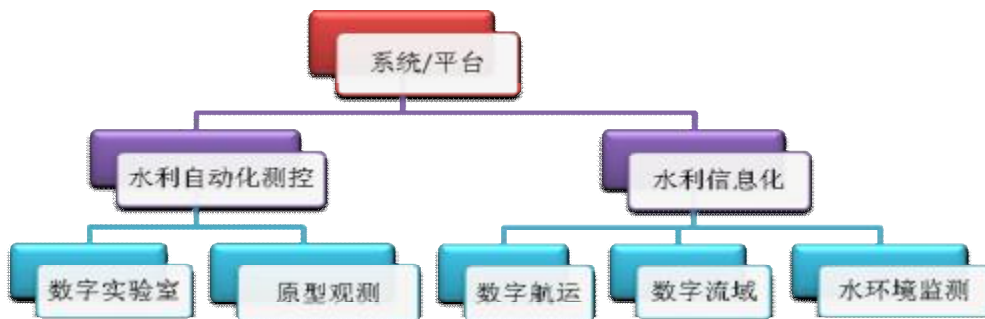 系统/平台
水利自动化测控
水利信息化
数字实验室
原型观测
数字航运
数字流域
水环境监测